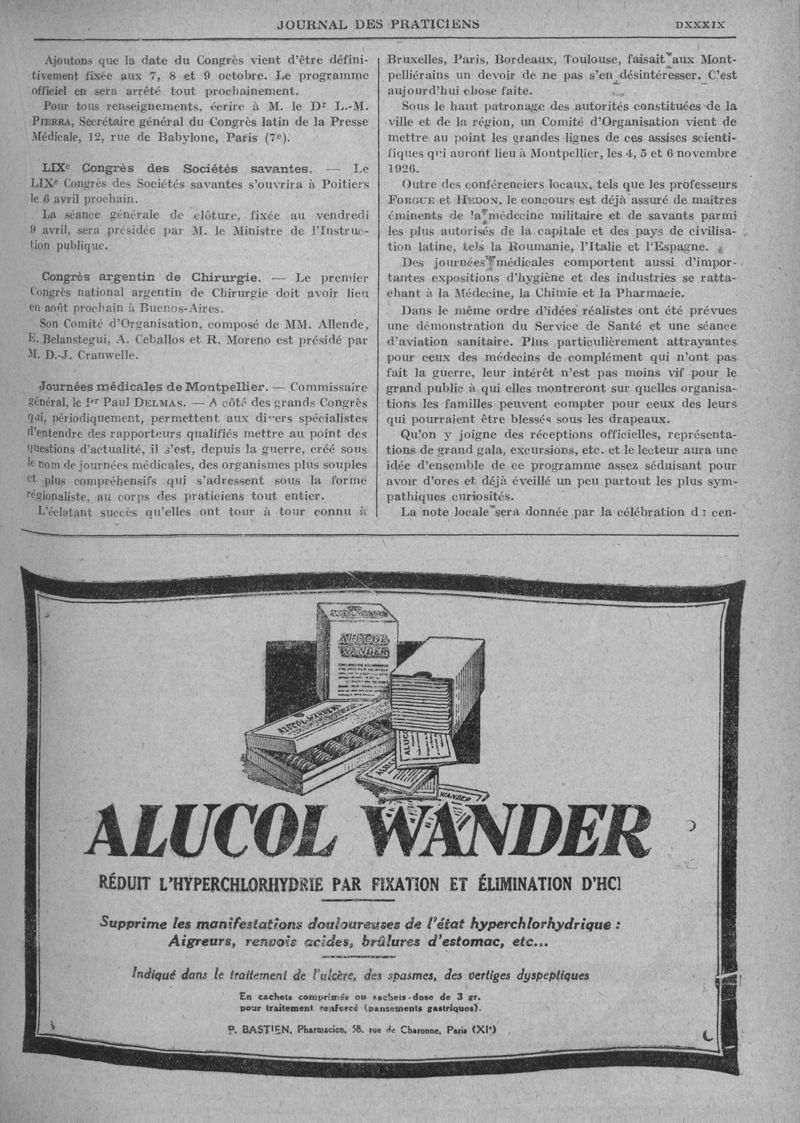 JOURNAL DES PRATICIENS
DXXXIX
Ajoutons que la date du Congrès vient d'être défini-
tivement fixée aux 7, 8 et 9 octobre. Le programme
officiel en sera arrêté tout prochainement.
Pour tous renseignements, écrire à M. le Dr L.-M.
PIERRA, Secrétaire général du Congrès latin de la Presse
Médicale, 12, rue de Babylone, Paris (7e).
LIXe Congrès des Sociétés savantes. — Le
LIXe Congrès des Sociétés savantes s'ouvrira à Poitiers
le 6 avril prochain.
La séance générale de clôture, fixée au vendredi
9 avril, sera présidée par M. le Ministre de l'Instruc-
tion publique.
Congrès argentin de Chirurgie. — Le premier
Congrès national argentin de Chirurgie doit avoir lieu
en août prochain à Buenos-Aires.
Son Comité d'Organisation, composé de MM. Allende,
E. Belanstegui, A. Ceballos et R. Moreno est présidé par
M. D.-J. Cranwelle.
Journées médicales de Montpellier. — Commissaire
général, le Pr Paul DELMAS. — A côté des grands Congrès
qui, périodiquement, permettent aux divers spécialistes
d'entendre des rapporteurs qualifiés mettre au point des
questions d'actualité, il s'est, depuis la guerre, créé sous
le nom de journées médicales, des organismes plus souples
et plus compréhensifs qui s'adressent sous la forme
régionaliste, au corps des praticiens tout entier.
L'éclatant succès qu'elles ont tour à tour connu à
Bruxelles, Paris, Bordeaux, Toulouse, faisait aux Mont-
pelliérains un devoir de ne pas s'en désintéresser. C'est
aujourd'hui chose faite.
Sous le haut patronage des autorités constituées de la
ville et de la région, un Comité d'Organisation vient de
mettre au point les grandes lignes de ces assises scienti-
fiques qui auront lieu à Montpellier, les 4, 5 et 6 novembre
1926.
Outre des conférenciers locaux, tels que les professeurs
FORGUE et HEDON, le concours est déjà assuré de maîtres
éminents de la médecine militaire et de savants parmi
les plus autorisés de la capitale et des pays de civilisa-
tion latine, tels la Roumanie, l'Italie et l'Espagne.
Des journées médicales comportent aussi d'impor-
tantes expositions d'hygiène et des industries se ratta-
chant à la Médecine, la Chimie et la Pharmacie.
Dans le même ordre d'idées réalistes ont été prévues
une démonstration du Service de Santé et une séance
d'aviation sanitaire. Plus particulièrement attrayantes
pour ceux des médecins de complément qui n'ont pas
fait la guerre, leur intérêt n'est pas moins vif pour le
grand public à qui elles montreront sur quelles organisa-
tions les familles peuvent compter pour ceux des leurs
qui pourraient être blessés sous les drapeaux.
Qu'on y joigne des réceptions officielles, représenta-
tions de grand gala, excursions, etc. et le lecteur aura une
idée d'ensemble de ce programme assez séduisant pour
avoir d'ores et déjà éveillé un peu partout les plus sym-
pathiques curiosités.
La note locale sera donnée par la célébration du cen-
ALUCOL
WANDER
ALUCOL WANDER
ALUCOL
WANDER
ALUCOL WANDER
RÉDUIT L'HYPERCHLORHYDRIE PAR FIXATION ET ÉLIMINATION D'HCl
Supprime les manifestations douloureuses de l'état hyperchlorhydrique :
Aigreurs, renvois acides, brûlures d'estomac, etc...
Indiqué dans le traitement de l'ulcère, des spasmes, des vertiges dyspeptiques
En cachets comprimés ou sachets-dose de 3 gr.
pour traitement renforcé (pansements gastriques).
P. BASTIEN, Pharmacien, 58, rue de Charonne, Paris (XIe)